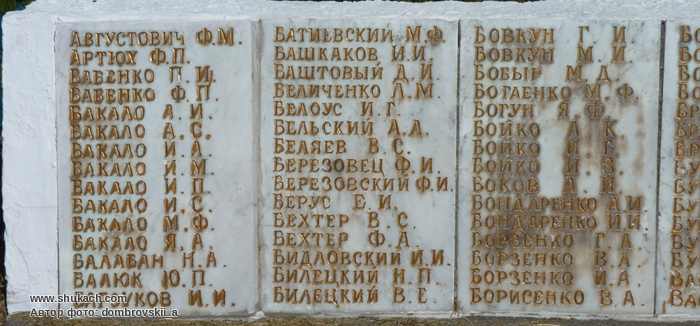 АВГУСТОВИЧ Ф.М.
АРТЮХ Ф.П.
БАБЕНКО П.И.
БАБЕНКО Ф.П.
БАКАЛО А.И.
БАКАЛО А.С.
БАКАЛО И.А.
БАКАЛО И.М.
БАКАЛО И.П.
БАКАЛО И.С.
БАКАЛО М.Ф.
БАКАЛО Я.А.
БАЛАБАН Н.А.
БАЛЮК Ю.П.
И.И.
БАТИЕВСКИЙ М.Ф.
БАШКАКОВ И.И.
БАШТОВЫЙ Д.И.
БЕЛИЧЕНКО Л.М.
БЕЛОУС И.Г.
БЕЛЬСКИЙ А.А.
БЕЛЯЕВ В.С.
БЕРЕЗОВЕЦ Ф.И.
БЕРЕЗОВСКИЙ Ф.И.
БЕРУС Е.И.
БЕХТЕР В.С.
БЕХТЕР Ф.А.
БИДЛОВСКИЙ И.И.
БИЛЕЦКИЙ Н.П.
БИЛЕЦКИЙ В.Е.
БОВКУН Г.И.
БОВКУН М.И.
БОБЫР М.Д.
БОТАЕНКО М.Ф.
БОГУН Я.Ф.
БОЙКО А.К.
БОЙКО И.Г.
БОЙКО И.З.
БОКОВ А.И.
БОНДАРЕНКО А.И.
БОНДАРЕНКО И.И.
БОРЗЕНКО Г.А.
БОРЗЕНКО В.А.
БОРЗЕНКО И.А.
БОРИСЕНКО В.А.
www.shukach.com
Автор фото: dombrovskii_a